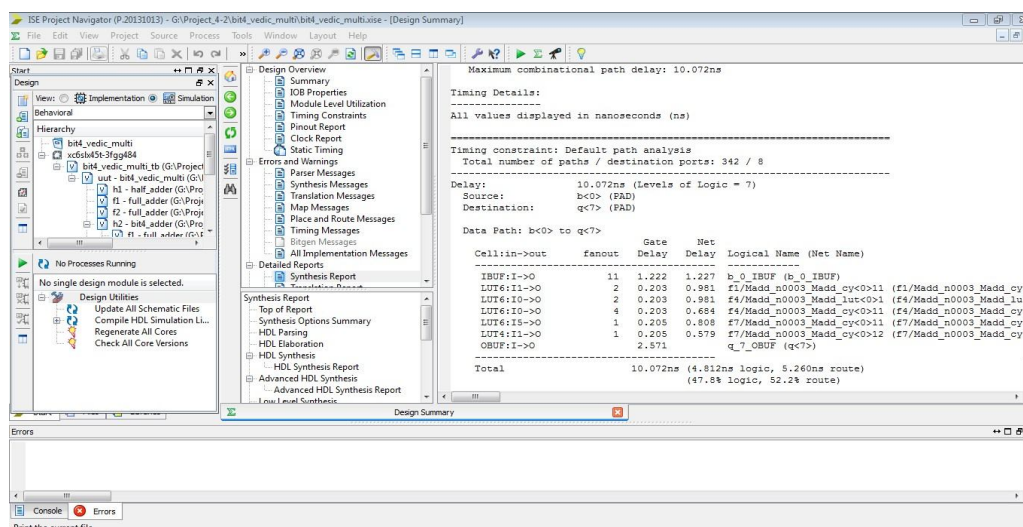 ISE Project Navigator (P.20131013) - G:\Project_4-2\bit4_vedic_multi\bit4_vedic_multi.xise - [Design Summary]
File Edit View Project Source Process Tools Window Layout Help
Start
Design
View: Implementation Simulation
Behavioral
Hierarchy
bit4_vedic_multi
xc6slx45t-3fgg484
bit4_vedic_multi_tb (G:\Project
uut - bit4_vedic_multi (G:\
h1 - half_adder (G:\Pro
f1 - full_adder (G:\Proj
f2 - full_adder (G:\Proje
h2 - bit4_adder (G:\Pro
f1 - full_adder (G:\
No Processes Running
No single design module is selected.
Design Utilities
Update All Schematic Files
Compile HDL Simulation Li...
Regenerate All Cores
Check All Core Versions
Design Overview
Summary
IOB Properties
Module Level Utilization
Timing Constraints
Pinout Report
Clock Report
Static Timing
Errors and Warnings
Parser Messages
Synthesis Messages
Translation Messages
Map Messages
Place and Route Messages
Timing Messages
Bitgen Messages
All Implementation Messages
Detailed Reports
Synthesis Report
Translation Report
Synthesis Report
Top of Report
Synthesis Options Summary
HDL Parsing
HDL Elaboration
HDL Synthesis
HDL Synthesis Report
Advanced HDL Synthesis
Advanced HDL Synthesis Report
Low Level Synthesis
Maximum combinational path delay: 10.072ns
Timing Details:
---------------
All values displayed in nanoseconds (ns)
=========================================================================
Timing constraint: Default path analysis
Total number of paths / destination ports: 342 / 8
-------------------------------------------------------------------------
Delay: 10.072ns (Levels of Logic = 7)
Source: b<0> (PAD)
Destination: q<7> (PAD)
Data Path: b<0> to q<7>
Gate Net
Cell:in->out fanout Delay Delay Logical Name (Net Name)
---------------------------------------- ------------
IBUF:I->O 11 1.222 1.227 b_0_IBUF (b_0_IBUF)
LUT6:I1->O 2 0.203 0.981 f1/Madd_n0003_Madd_cy<0>11 (f1/Madd_n0003_Madd_cy
LUT6:I0->O 2 0.203 0.981 f4/Madd_n0003_Madd_lut<0>1 (f4/Madd_n0003_Madd_lu
LUT6:I0->O 4 0.203 0.684 f4/Madd_n0003_Madd_cy<0>11 (f4/Madd_n0003_Madd_cy
LUT6:I5->O 1 0.205 0.808 f7/Madd_n0003_Madd_cy<0>11 (f7/Madd_n0003_Madd_cy
LUT4:I1->O 1 0.205 0.579 f7/Madd_n0003_Madd_cy<0>12 (f7/Madd_n0003_Madd_cy
OBUF:I->O 2.571 q_7_OBUF (q<7>)
----------------------------------------
Total 10.072ns (4.812ns logic, 5.260ns route)
(47.8% logic, 52.2% route)
Design Summary
Errors
Console Errors
Print the current file